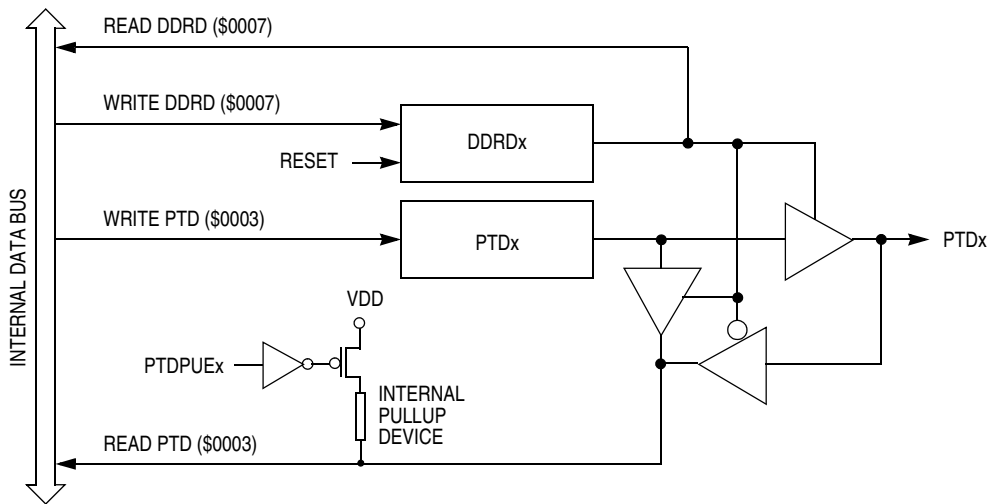 READ DDRD ($0007)
WRITE DDRD ($0007)
DDRDx
RESET
WRITE PTD ($0003)
PTDx
PTDx
INTERNAL DATA BUS
VDD
PTDPUEx
INTERNAL
PULLUP
DEVICE
READ PTD ($0003)